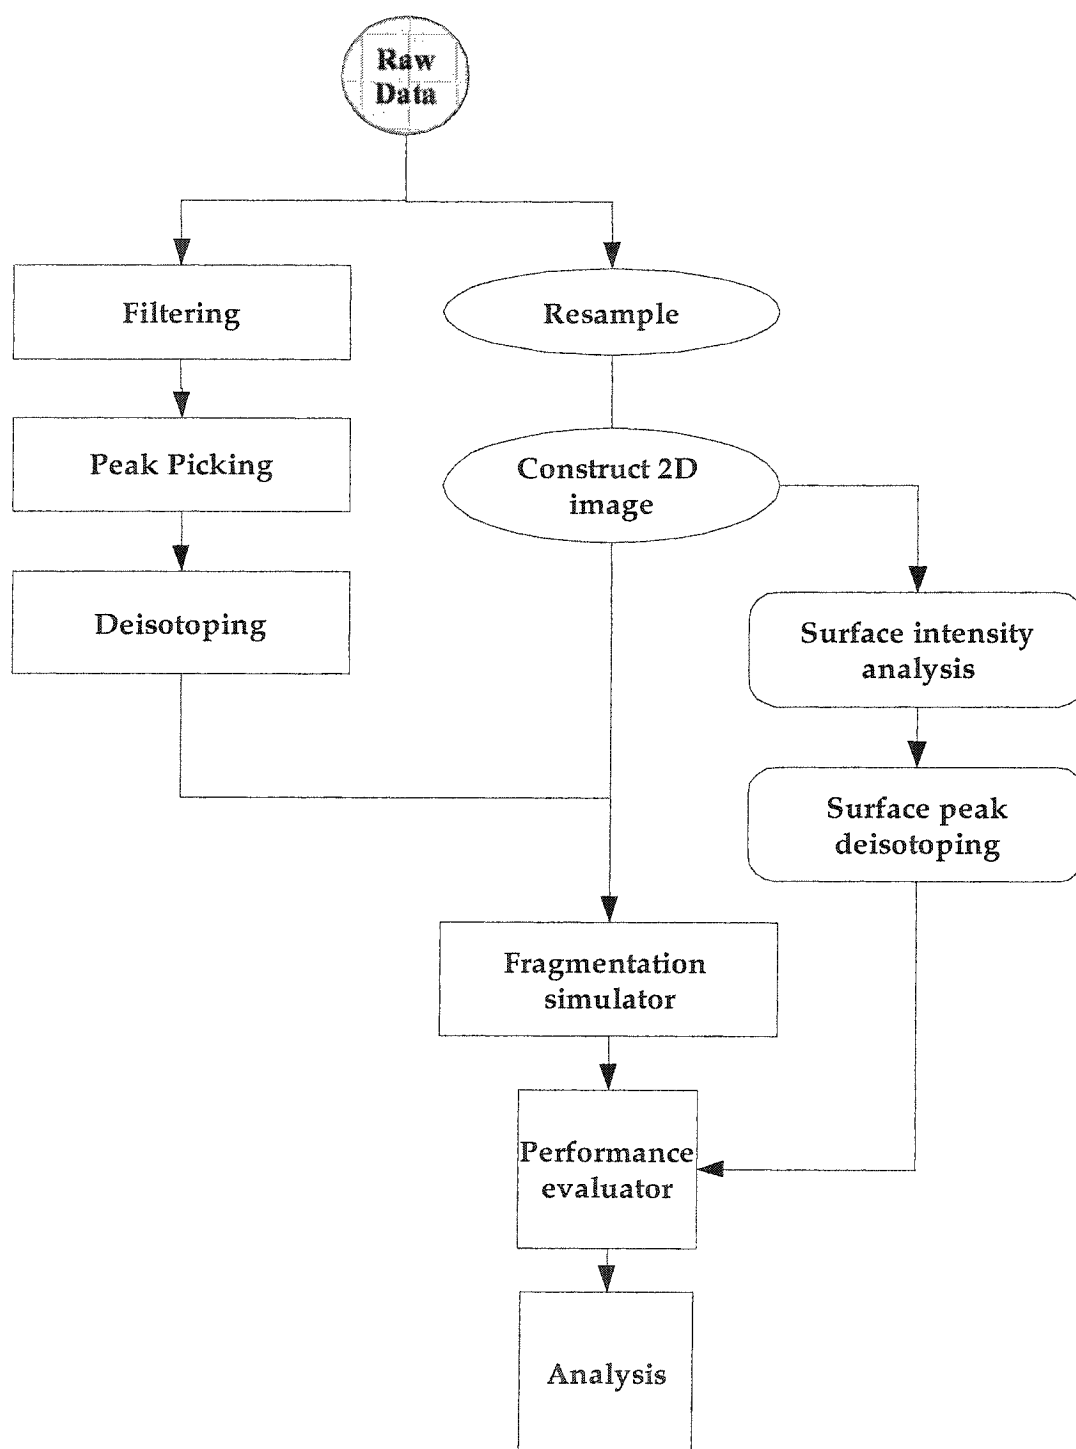 Raw
Data
Filtering
Resample
Peak Picking
Construct 2D
image
Deisotoping
Surface intensity
analysis
Surface peak
deisotoping
Fragmentation
simulator
Performance
evaluator
Analysis